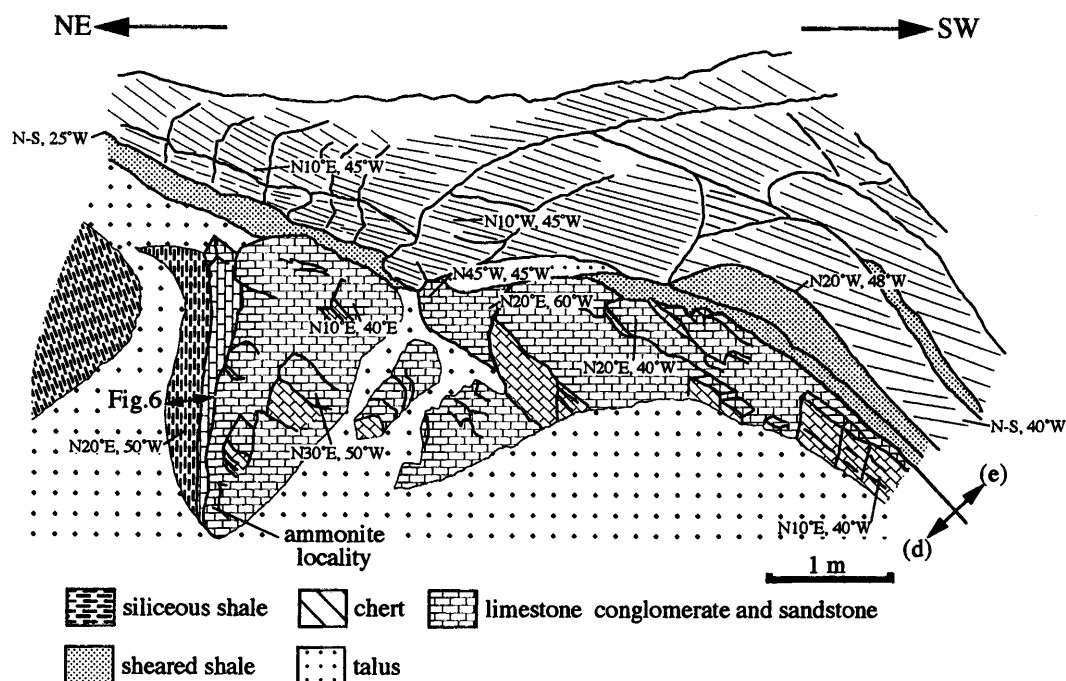 NE
SW
N-S, 25°W
N10°E, 45°W
N10°W, 45°W
N45°W, 45°W
N20°W, 48°W
N20°E, 60°W
N10°E, 40°E
N20°E, 40°W
Fig.6
N-S, 40°W
N20°E, 50°W
N30°E, 50°W
(e)
N10°E, 40°W
(d)
ammonite
locality
1 m
siliceous shale
chert
limestone conglomerate and sandstone
sheared shale
talus